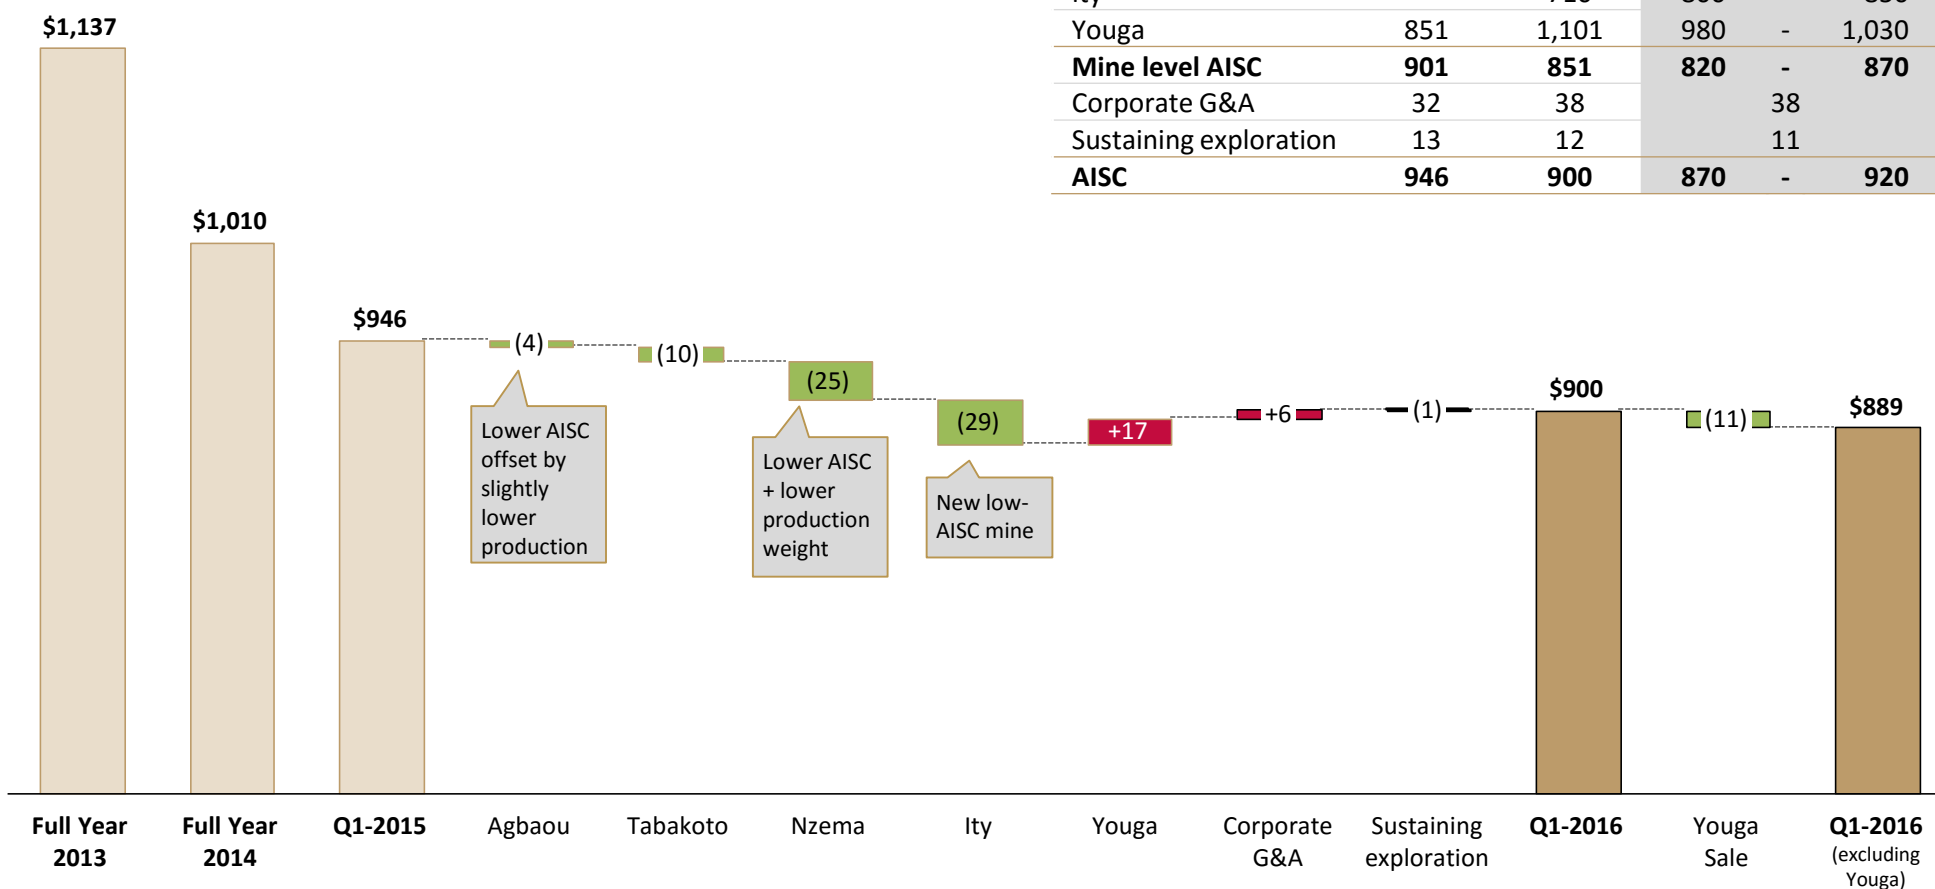 Youga 851 1,101 980 - 1,030
Mine level AISC 901 851 820 - 870
Corporate G&A 32 38 38
Sustaining exploration 13 12 11
AISC 946 900 870 - 920
$1,137
$1,010
$946
(4)
(10)
(25)
(29)
+17
+6
(1)
$900
(11)
$889
Lower AISC
offset by
slightly
lower
production
Lower AISC
+ lower
production
weight
New low-
AISC mine
Full Year
2013
Full Year
2014
Q1-2015
Agbaou
Tabakoto
Nzema
Ity
Youga
Corporate
G&A
Sustaining
exploration
Q1-2016
Youga
Sale
Q1-2016
(excluding
Youga)